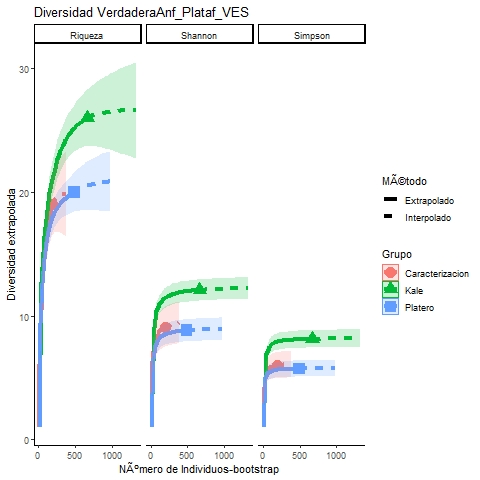 Diversidad VerdaderaAnf_Plataf_VES
Riqueza
Shannon
Simpson
30
20
10
0
Diversidad extrapolada
0
500
1000
0
500
1000
0
500
1000
NÃºmero de Individuos-bootstrap
MÃ©todo
Extrapolado
Interpolado
Grupo
Caracterizacion
Kale
Platero